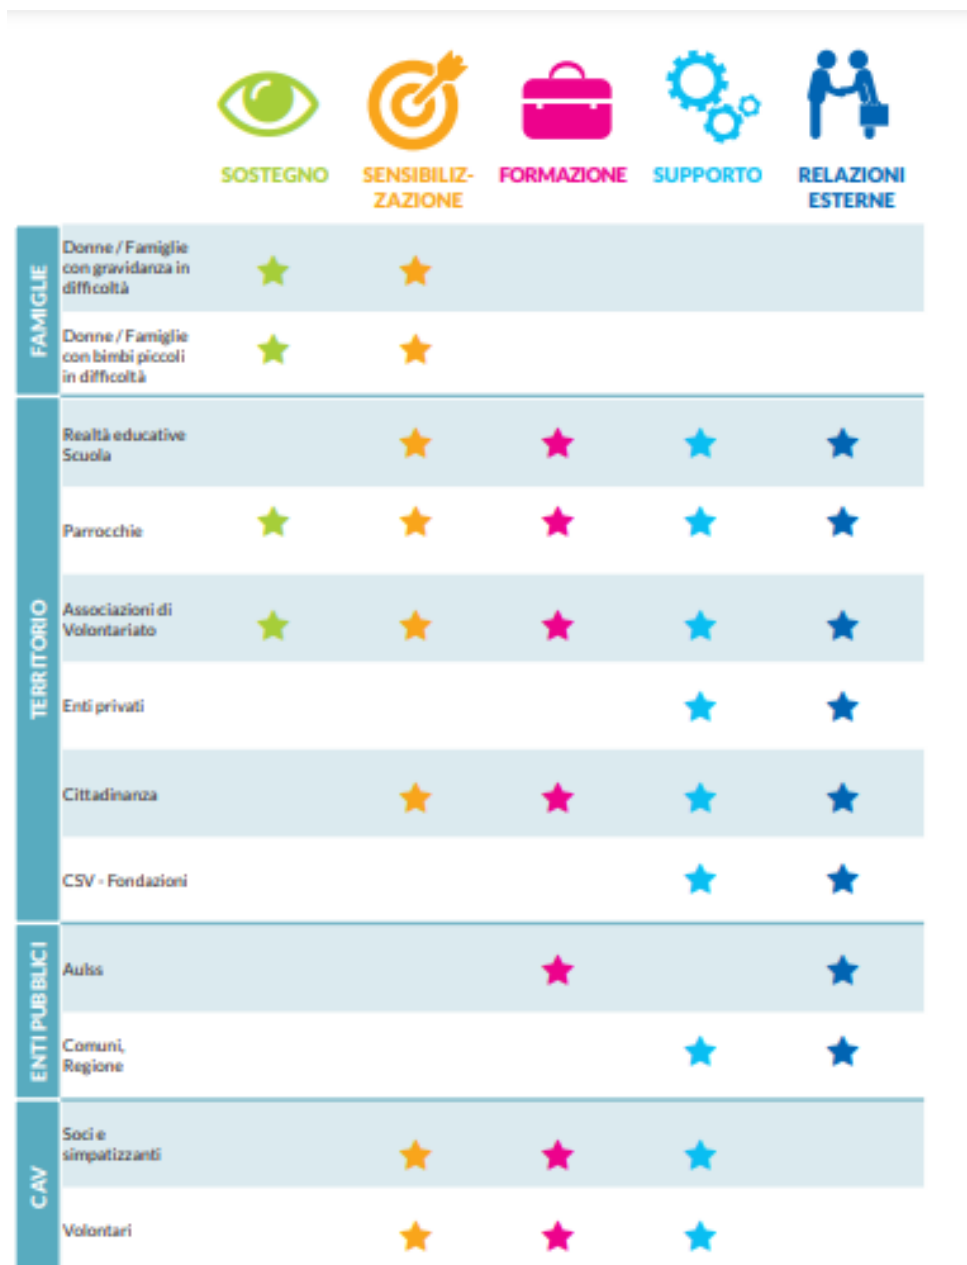 SOSTEGNO
SENSIBILIZ-
ZAZIONE
FORMAZIONE
SUPPORTO
RELAZIONI
ESTERNE
FAMIGLIE
Donne / Famiglie
con gravidanza in
difficoltà
Donne / Famiglie
con bimbi piccoli
in difficoltà
TERRITORIO
Realtà educative
Scuola
Parrocchie
Associazioni di
Volontariato
Enti privati
Cittadinanza
CSV - Fondazioni
ENTI PUBBLICI
Aulss
Comuni,
Regione
CAV
Soci e
simpatizzanti
Volontari